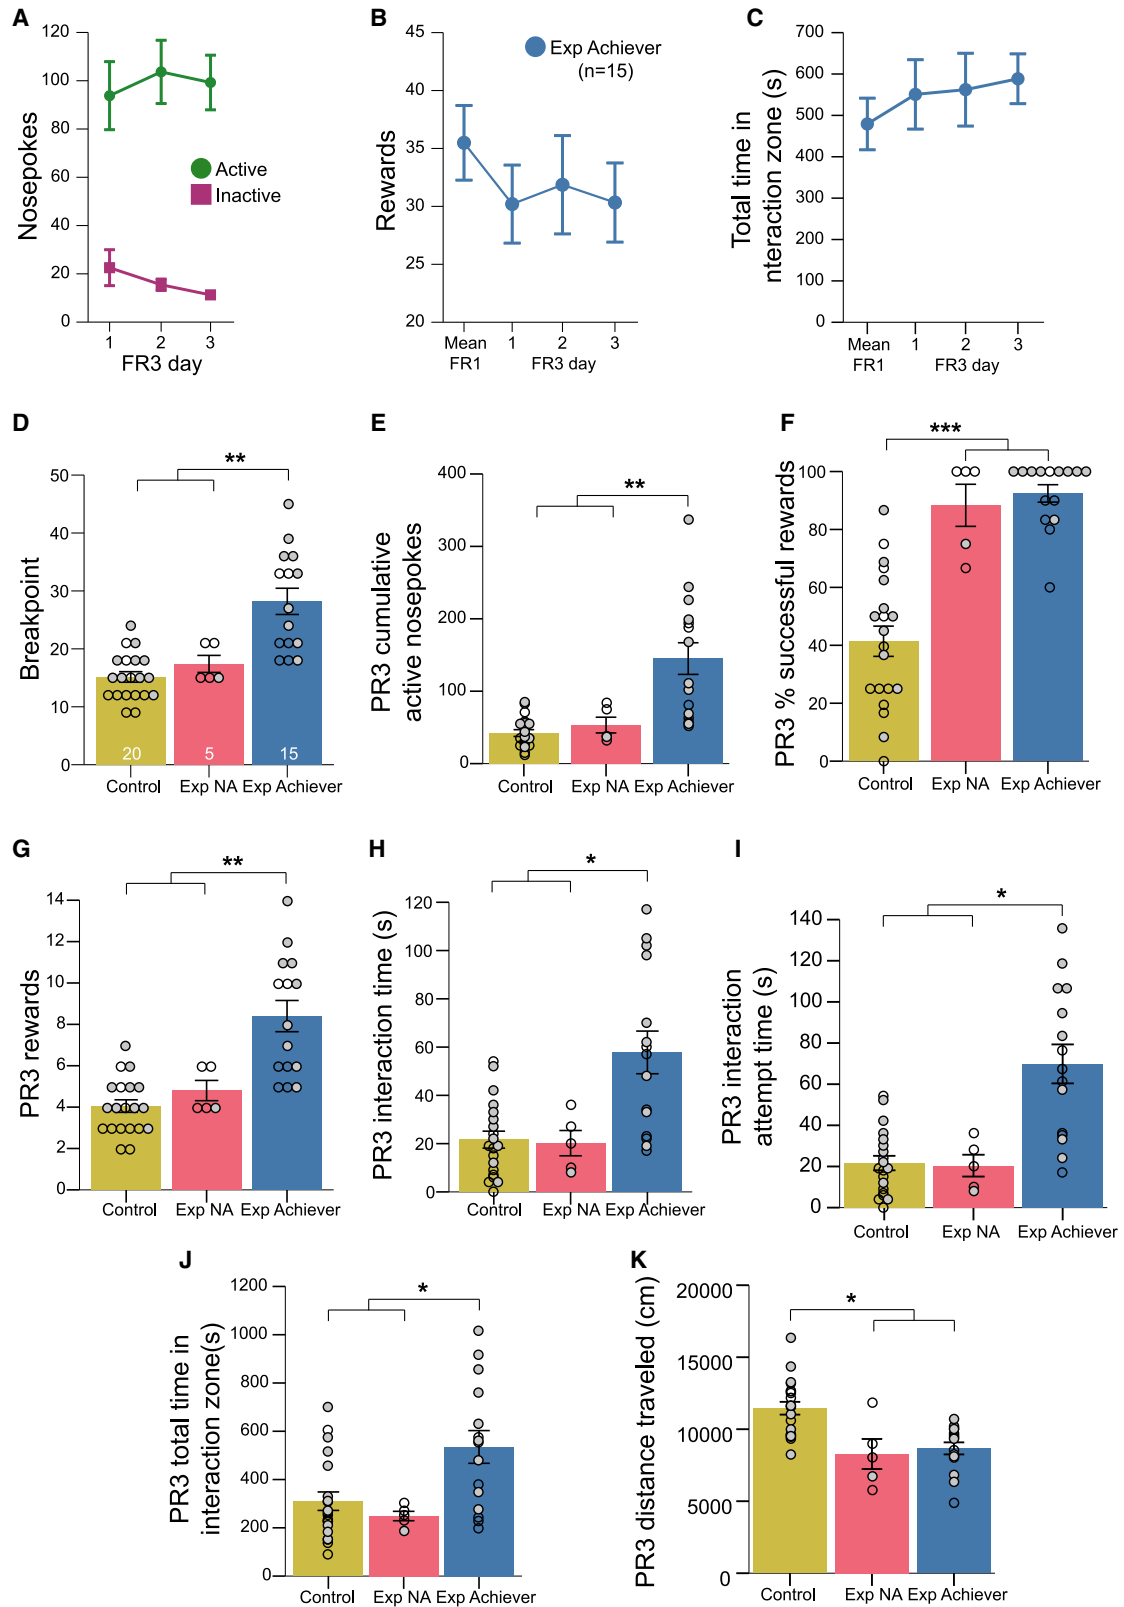 A
120
100
80
60
40
20
0
Nosepokes
Active
Inactive
1 2 3
FR3 day
B
45
40
35
30
25
20
Rewards
Exp Achiever
(n=15)
Mean 1 2 3
FR1 FR3 day
C
700
600
500
400
300
200
100
0
Total time in
nteraction zone (s)
Mean 1 2 3
FR1 FR3 day
D
50
40
30
20
10
0
Breakpoint
**
20 5 15
Control Exp NA Exp Achiever
E
400
300
200
100
0
PR3 cumulative
active nosepokes
**
Control Exp NA Exp Achiever
F
100
80
60
40
20
0
PR3 % successful rewards
***
Control Exp NA Exp Achiever
G
14
12
10
8
6
4
2
0
PR3 rewards
**
Control Exp NA Exp Achiever
H
120
100
80
60
40
20
0
PR3 interaction time (s)
*
Control Exp NA Exp Achiever
I
140
120
100
80
60
40
20
0
PR3 interaction
attempt time (s)
*
Control Exp NA Exp Achiever
J
1200
1000
800
600
400
200
0
PR3 total time in
interaction zone(s)
*
Control Exp NA Exp Achiever
K
20000
15000
10000
5000
0
PR3 distance traveled (cm)
*
Control Exp NA Exp Achiever